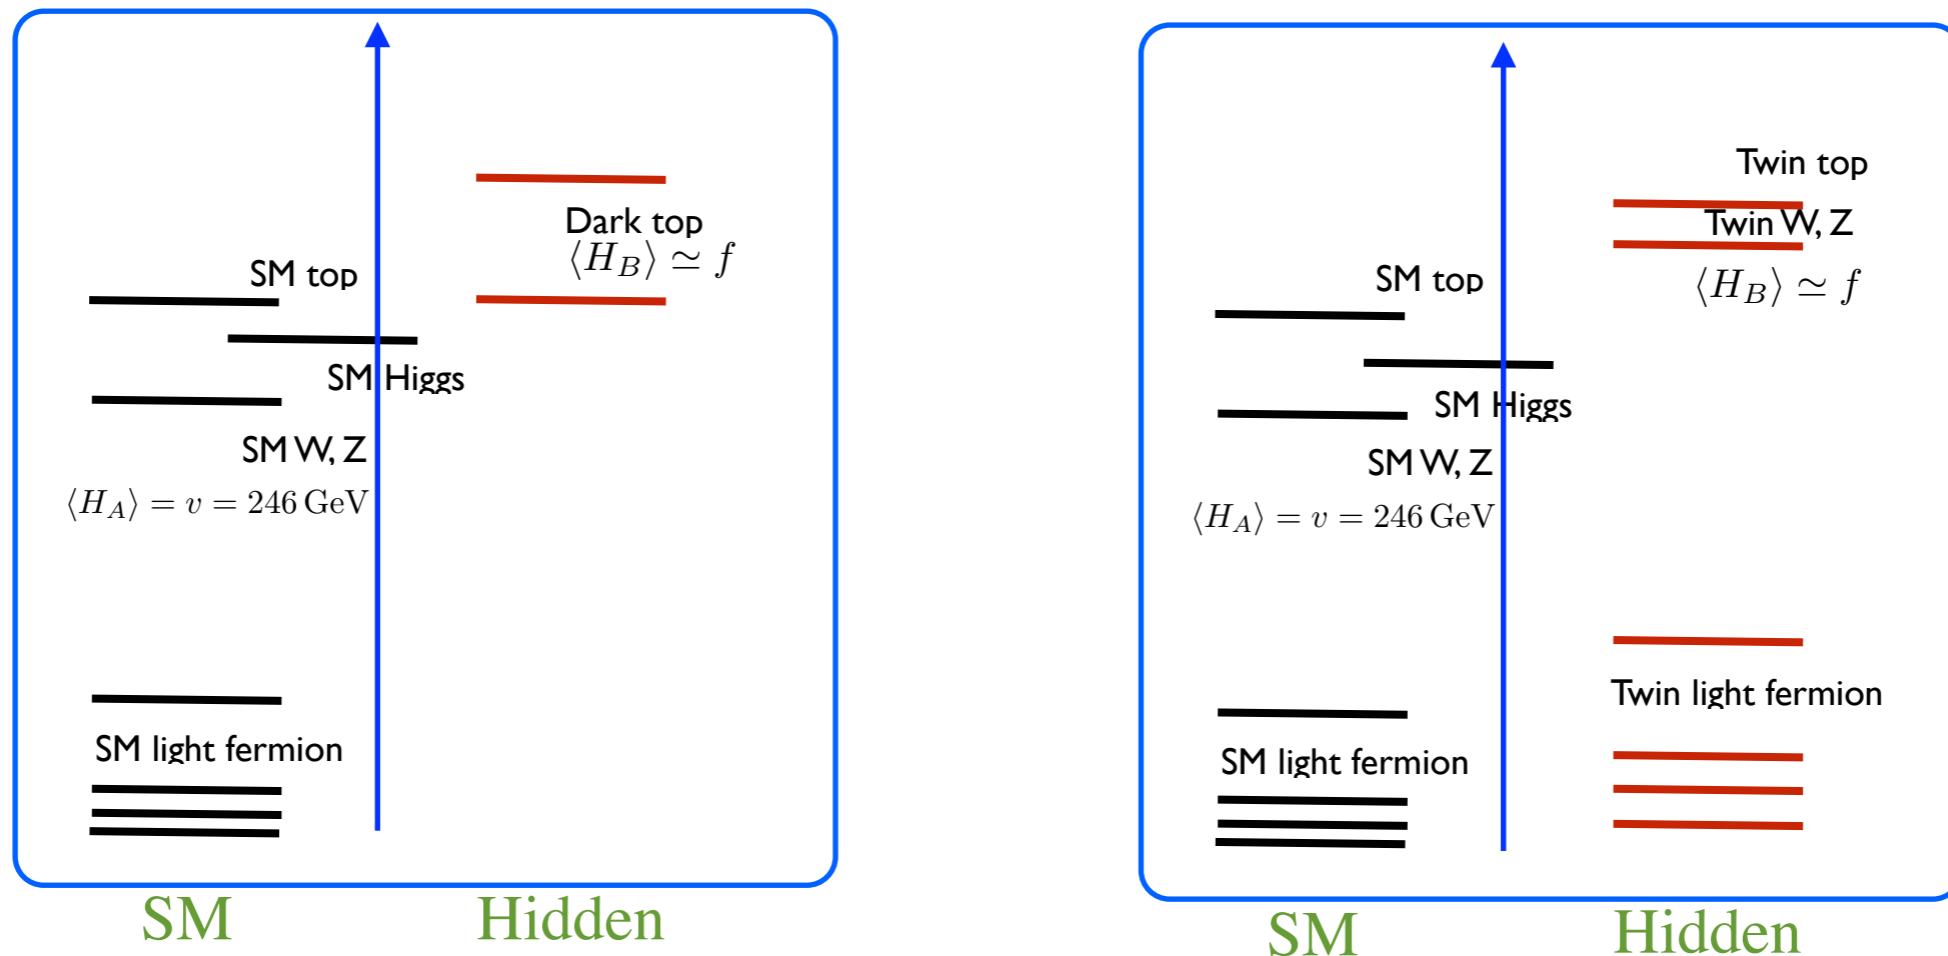 Dark top
⟨H_B⟩ ≃ f
SM top
SM Higgs
SM W, Z
⟨H_A⟩ = v = 246 GeV
SM light fermion
SM
Hidden
Twin top
Twin W, Z
⟨H_B⟩ ≃ f
SM top
SM Higgs
SM W, Z
⟨H_A⟩ = v = 246 GeV
Twin light fermion
SM light fermion
SM
Hidden